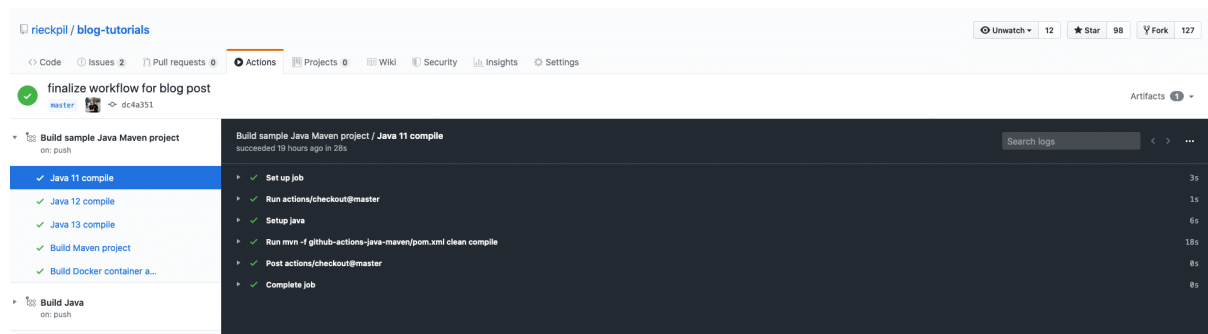 rieckpil / blog-tutorials
Unwatch 12 Star 98 Fork 127
Code Issues 2 Pull requests 0 Actions Projects 0 Wiki Security Insights Settings
finalize workflow for blog post
master dc4a351
Artifacts 1
Build sample Java Maven project
on: push
Java 11 compile
Java 12 compile
Java 13 compile
Build Maven project
Build Docker container a...
Build Java
on: push
Build sample Java Maven project / Java 11 compile
succeeded 19 hours ago in 28s
Search logs
Set up job 3s
Run actions/checkout@master 1s
Setup java 6s
Run mvn -f github-actions-java-maven/pom.xml clean compile 18s
Post actions/checkout@master 0s
Complete job 0s